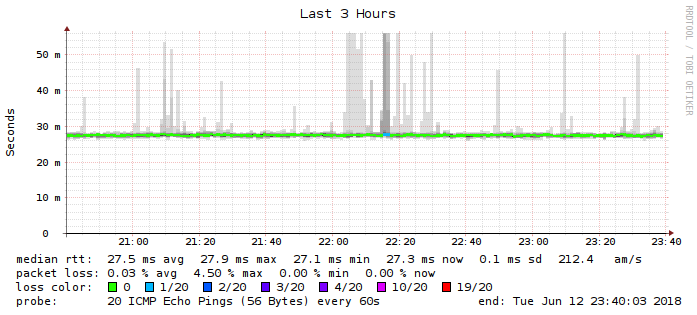 Last 3 Hours
RRDTOOL / TOBI OETIKER
Seconds
50 m
40 m
30 m
20 m
10 m
0
21:00 21:20 21:40 22:00 22:20 22:40 23:00 23:20 23:40
median rtt: 27.5 ms avg 27.9 ms max 27.1 ms min 27.3 ms now 0.1 ms sd 212.4 am/s
packet loss: 0.03 % avg 4.50 % max 0.00 % min 0.00 % now
loss color: 0 1/20 2/20 3/20 4/20 10/20 19/20
probe: 20 ICMP Echo Pings (56 Bytes) every 60s end: Tue Jun 12 23:40:03 2018